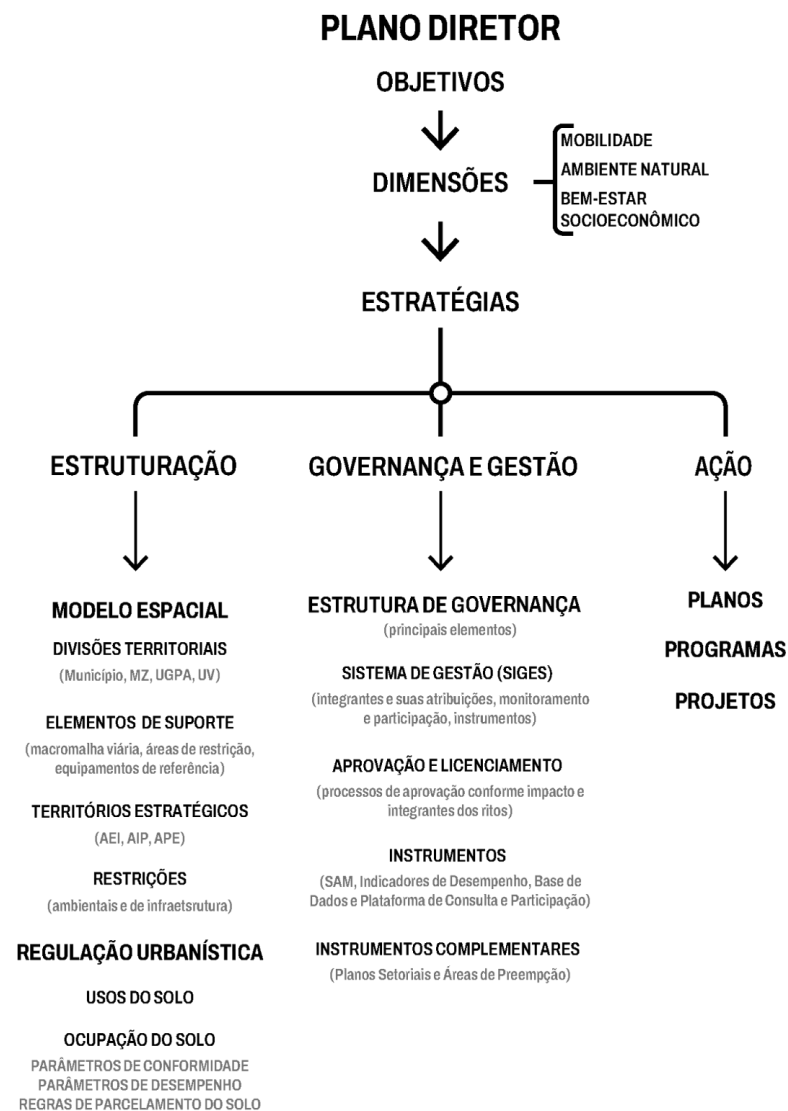 PLANO DIRETOR
OBJETIVOS
DIMENSÕES
MOBILIDADE
AMBIENTE NATURAL
BEM-ESTAR
SOCIOECONÔMICO
ESTRATÉGIAS
ESTRUTURAÇÃO
MODELO ESPACIAL
DIVISÕES TERRITORIAIS
(Município, MZ, UGPA, UV)
ELEMENTOS DE SUPORTE
(macromalha viária, áreas de restrição,
equipamentos de referência)
TERRITÓRIOS ESTRATÉGICOS
(AEI, AIP, APE)
RESTRIÇÕES
(ambientais e de infraetsrutura)
REGULAÇÃO URBANÍSTICA
USOS DO SOLO
OCUPAÇÃO DO SOLO
PARÂMETROS DE CONFORMIDADE
PARÂMETROS DE DESEMPENHO
REGRAS DE PARCELAMENTO DO SOLO
GOVERNANÇA E GESTÃO
ESTRUTURA DE GOVERNANÇA
(principais elementos)
SISTEMA DE GESTÃO (SIGES)
(integrantes e suas atribuições, monitoramento
e participação, instrumentos)
APROVAÇÃO E LICENCIAMENTO
(processos de aprovação conforme impacto e
integrantes dos ritos)
INSTRUMENTOS
(SAM, Indicadores de Desempenho, Base de
Dados e Plataforma de Consulta e Participação)
INSTRUMENTOS COMPLEMENTARES
(Planos Setoriais e Áreas de Preempção)
AÇÃO
PLANOS
PROGRAMAS
PROJETOS